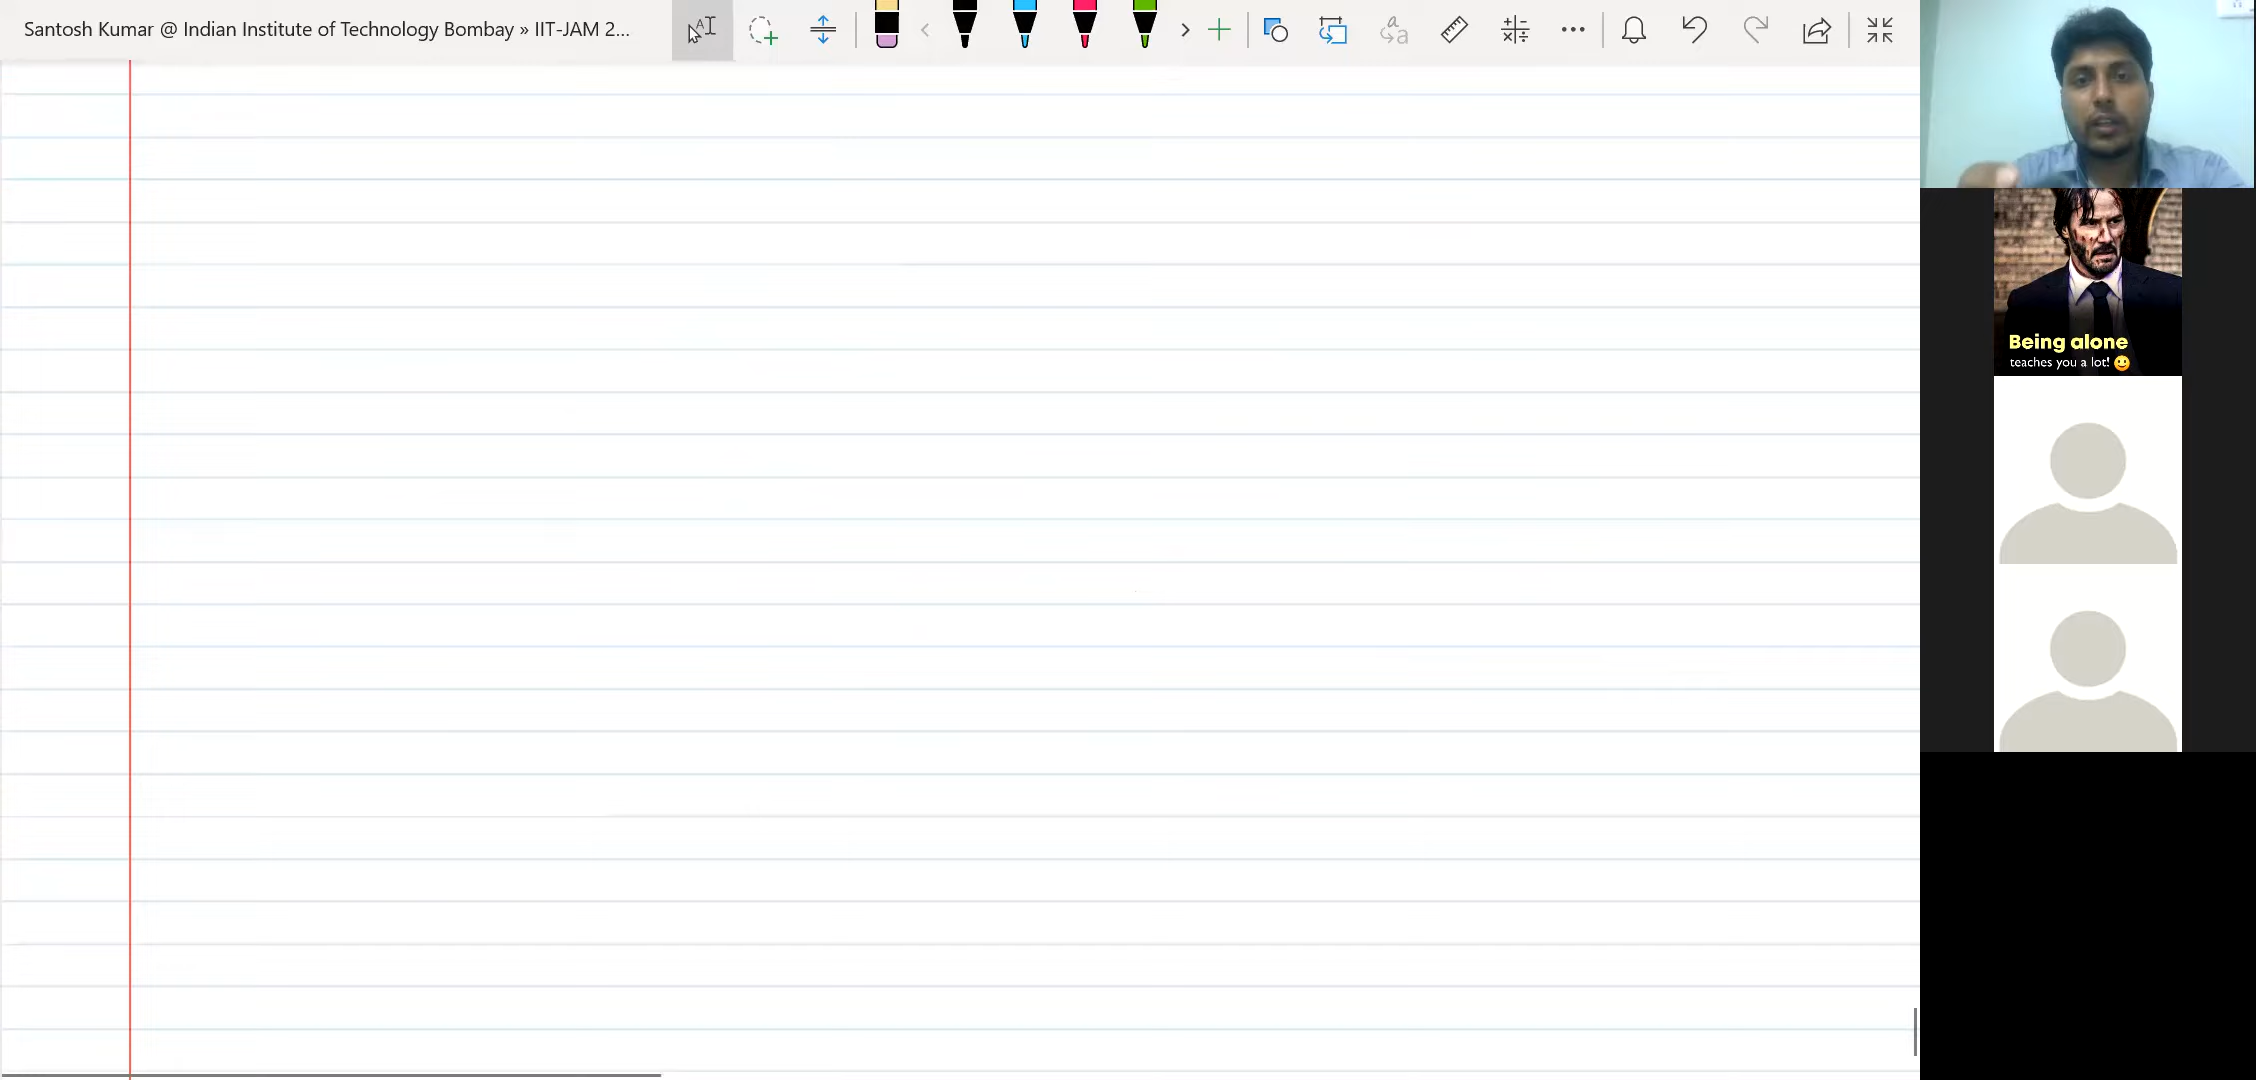 Santosh Kumar @ Indian Institute of Technology Bombay » IIT-JAM 2...
Being alone
teaches you a lot!